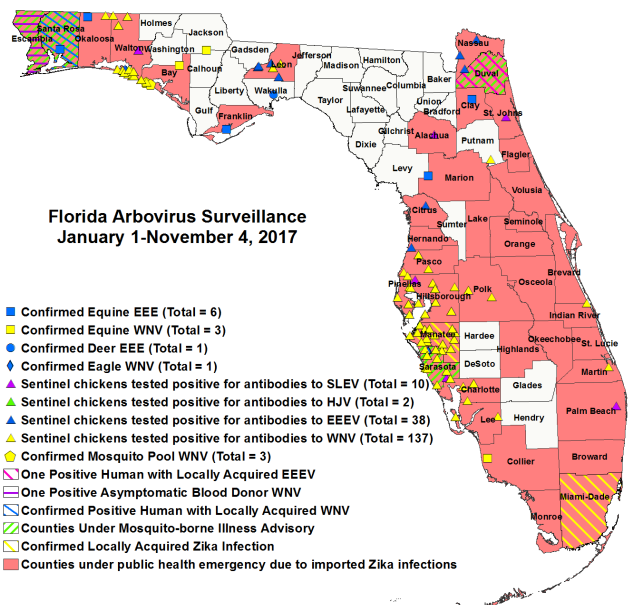 Holmes
Jackson
Santa Rosa
Escambia
Okaloosa
Walton
Washington
Gadsden
Leon
Jefferson
Madison
Hamilton
Nassau
Bay
Calhoun
Liberty
Wakulla
Suwannee
Columbia
Baker
Duval
Gulf
Franklin
Taylor
Lafayette
Union
Bradford
Clay
St. Johns
Dixie
Gilchrist
Alachua
Putnam
Flagler
Levy
Marion
Volusia
Florida Arbovirus Surveillance
January 1-November 4, 2017
Citrus
Sumter
Lake
Seminole
Hernando
Orange
Pasco
Brevard
Pinellas
Hillsborough
Polk
Osceola
Indian River
Manatee
Hardee
Okeechobee
St. Lucie
Highlands
Sarasota
DeSoto
Martin
Charlotte
Glades
Lee
Hendry
Palm Beach
Collier
Broward
Monroe
Miami-Dade
Confirmed Equine EEE (Total = 6)
Confirmed Equine WNV (Total = 3)
Confirmed Deer EEE (Total = 1)
Confirmed Eagle WNV (Total = 1)
Sentinel chickens tested positive for antibodies to SLEV (Total = 10)
Sentinel chickens tested positive for antibodies to HJV (Total = 2)
Sentinel chickens tested positive for antibodies to EEEV (Total = 38)
Sentinel chickens tested positive for antibodies to WNV (Total = 137)
Confirmed Mosquito Pool WNV (Total = 3)
One Positive Human with Locally Acquired EEEV
One Positive Asymptomatic Blood Donor WNV
Confirmed Positive Human with Locally Acquired WNV
Counties Under Mosquito-borne Illness Advisory
Confirmed Locally Acquired Zika Infection
Counties under public health emergency due to imported Zika infections